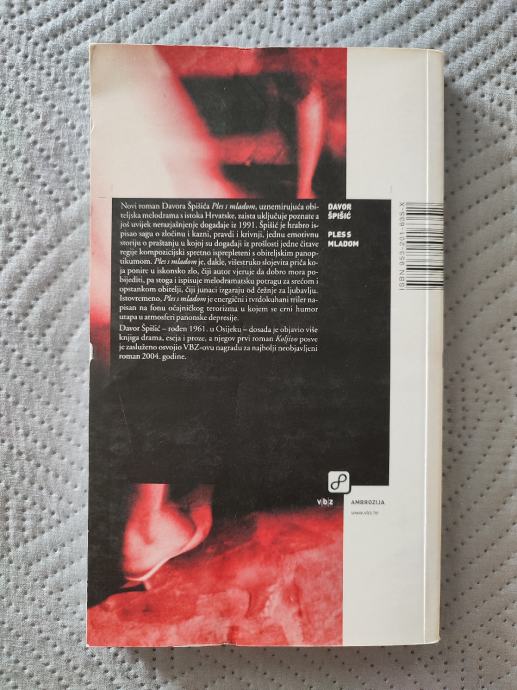 Novi roman Davora Špišića Ples s mladom, uznemirujuća obi-
teljska melodrama s istoka Hrvatske, zaista uključuje poznate a
još uvijek nerazjašnjenje događaje iz 1991. Špišić je hrabro is-
pisao sagu o zločinu i kazni, pravdi i krivnji, jednu emotivnu
storiju o praštanju u kojoj su događaji iz prošlosti jedne čitave
regije kompozicijski spretno isprepleteni s obiteljskim panop-
tikumom. Ples s mladom je, dakle, višestruko slojevita priča ko-
ja ponire u iskonsko zlo, čiji autor vjeruje da dobro mora po-
bijediti, pa stoga i ispisuje melodramatsku potragu za srećom i
opstankom obitelji, čiji junaci izgaraju od čežnje za ljubavlju.
Istovremeno, Ples s mladom je energični i tvrdokuhani triler na-
pisan na fonu očajničkog terorizma u kojem se crni humor
utapa u atmosferi panonske depresije.
Davor Špišić – rođen 1961. u Osijeku – dosada je objavio više
knjiga drama, eseja i proze, a njegov prvi roman Koljivo posve
je zasluženo osvojio VBZ-ovu nagradu za najbolji neobjavljeni
roman 2004. godine.
DAVOR
ŠPIŠIĆ
PLES S
MLADOM
ISBN 953-201-635-X
v|b|z
AMBROZIJA
www.vbz.hr